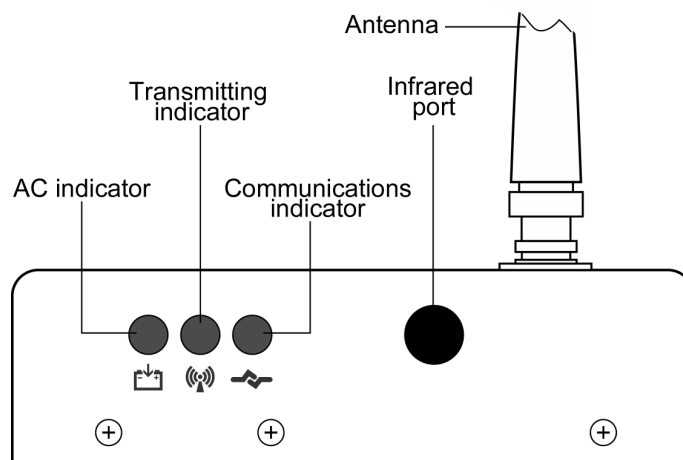 Antenna
Transmitting
indicator
Infrared
port
AC indicator
Communications
indicator